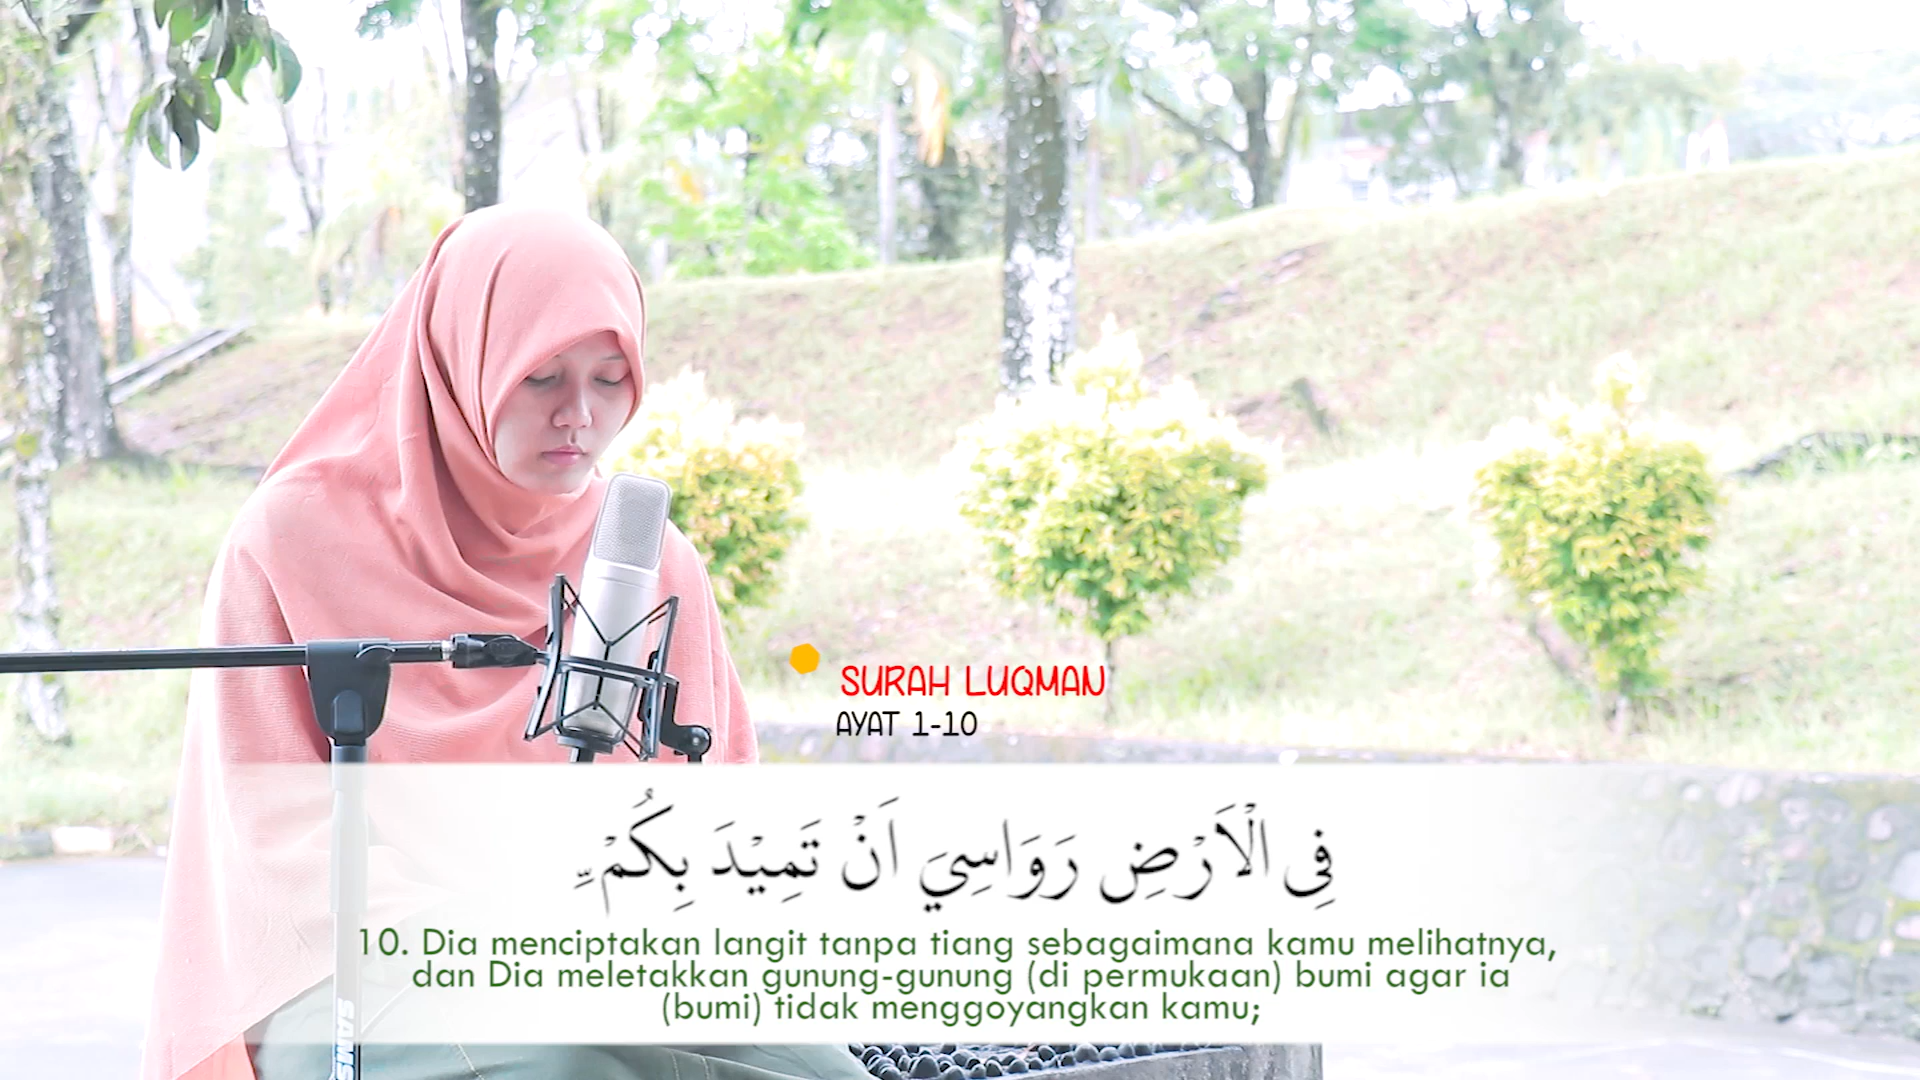 SURAH LUQMAN
AYAT 1-10
فِى الْاَرْضِ رَوَاسِيَ اَنْ تَمِيْدَ بِكُمْ ّ
10. Dia menciptakan langit tanpa tiang sebagaimana kamu melihatnya,
dan Dia meletakkan gunung-gunung (di permukaan) bumi agar ia
(bumi) tidak menggoyangkan kamu;